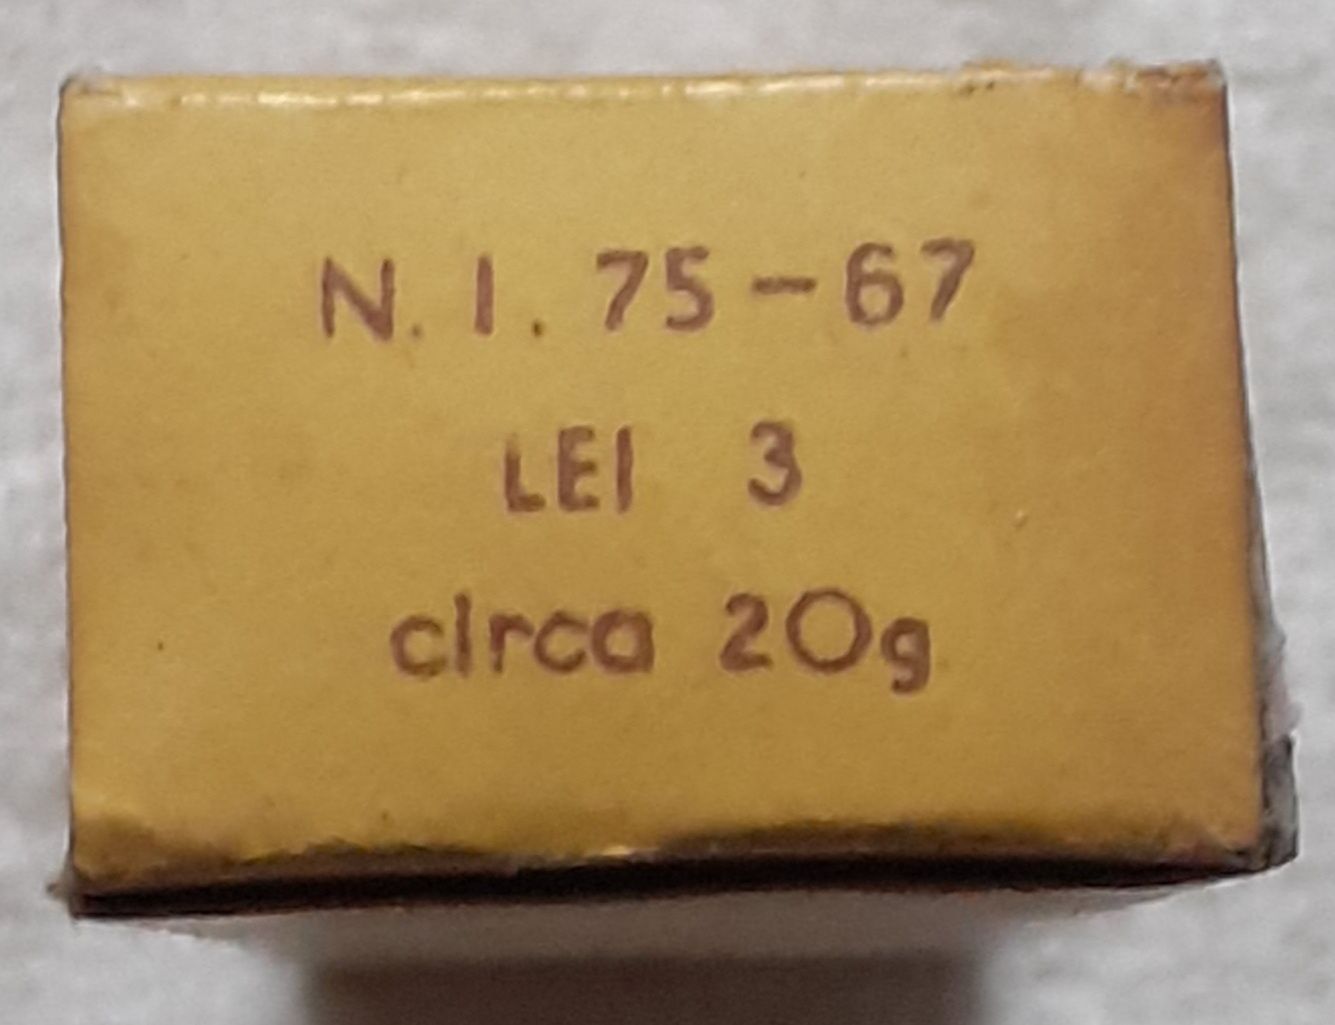 N. I. 75-67
LEI 3
circa 20g